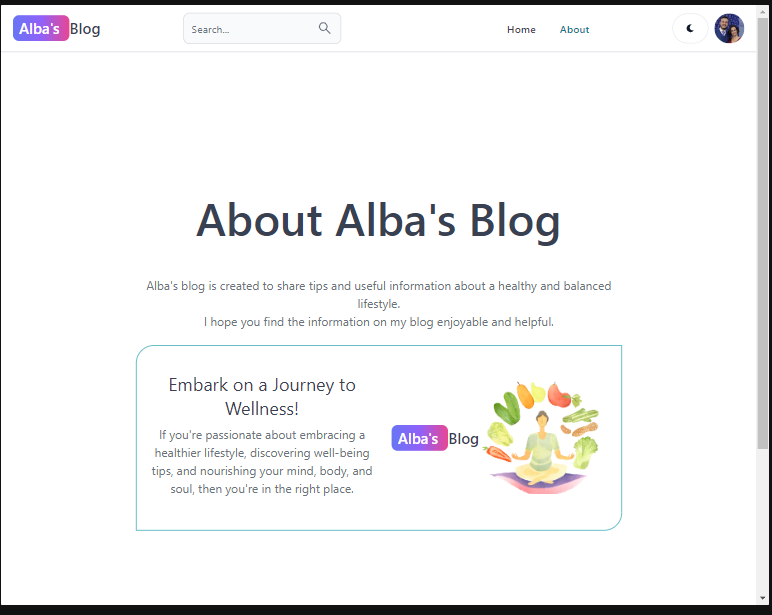 Alba's Blog
Search...
Home
About
About Alba's Blog
Alba's blog is created to share tips and useful information about a healthy and balanced
lifestyle.
I hope you find the information on my blog enjoyable and helpful.
Embark on a Journey to
Wellness!
If you're passionate about embracing a
healthier lifestyle, discovering well-being
tips, and nourishing your mind, body, and
soul, then you're in the right place.
Alba's Blog